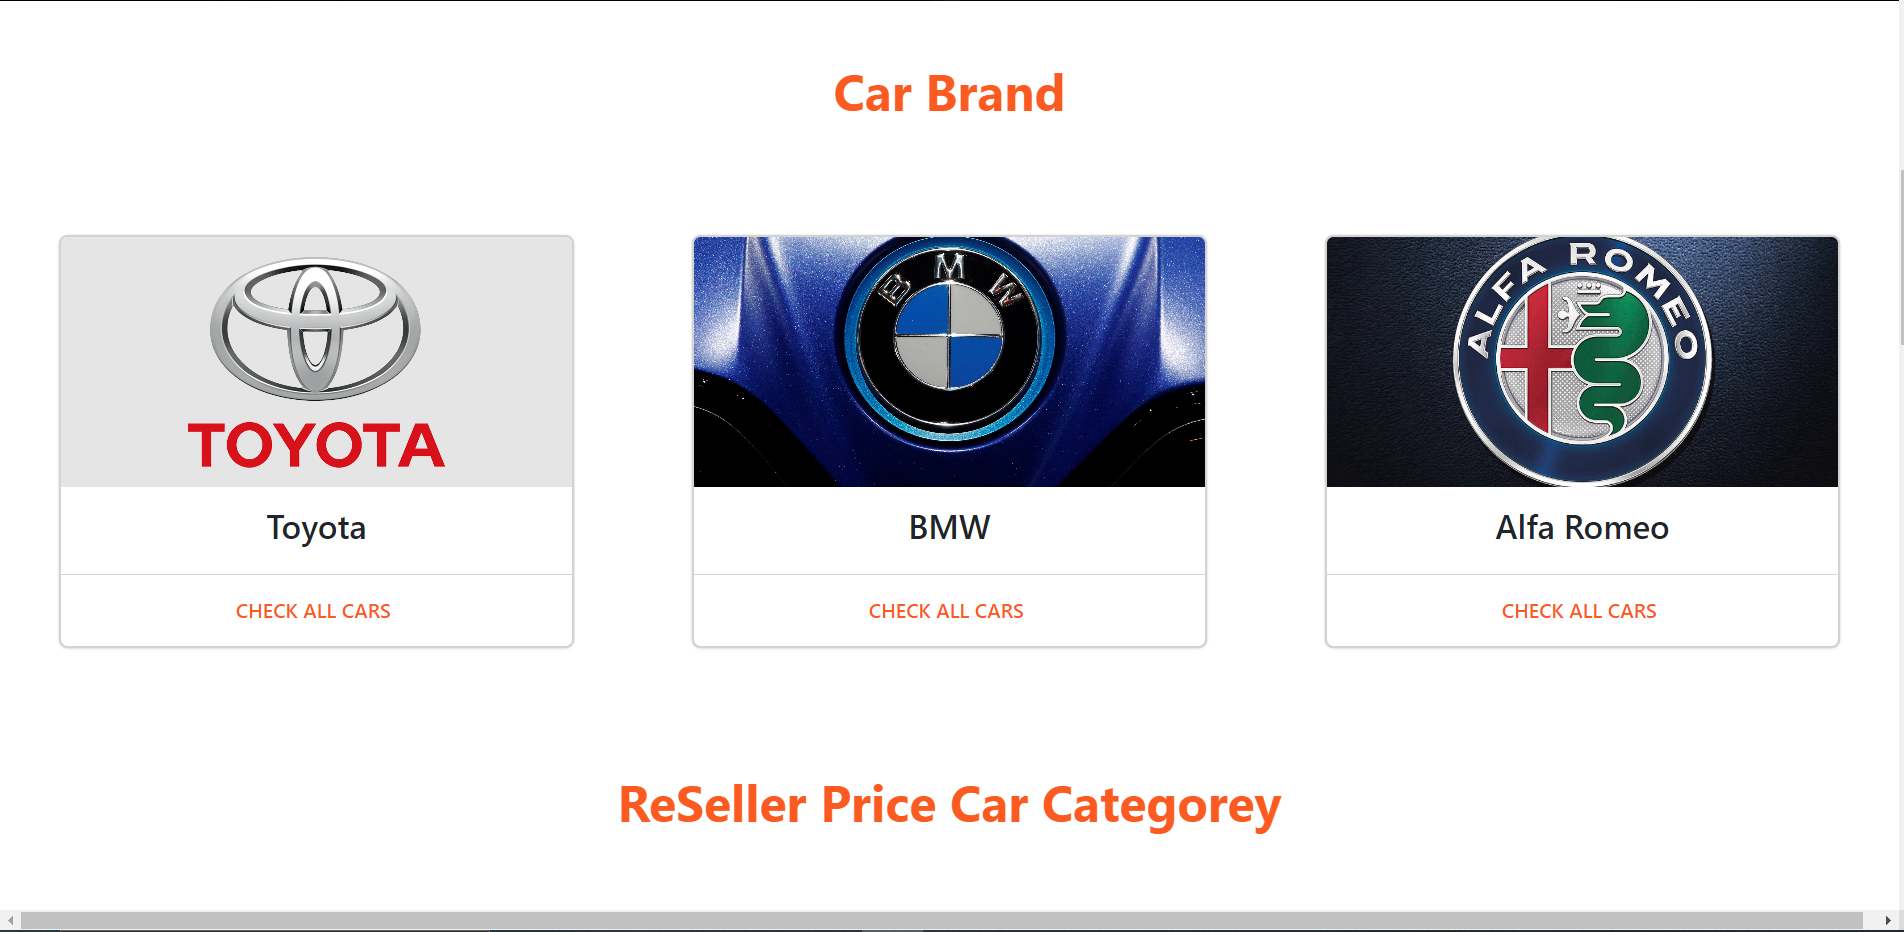 Car Brand
TOYOTA
BMW
ALFA ROMEO
Toyota
BMW
Alfa Romeo
CHECK ALL CARS
CHECK ALL CARS
CHECK ALL CARS
ReSeller Price Car Categorey